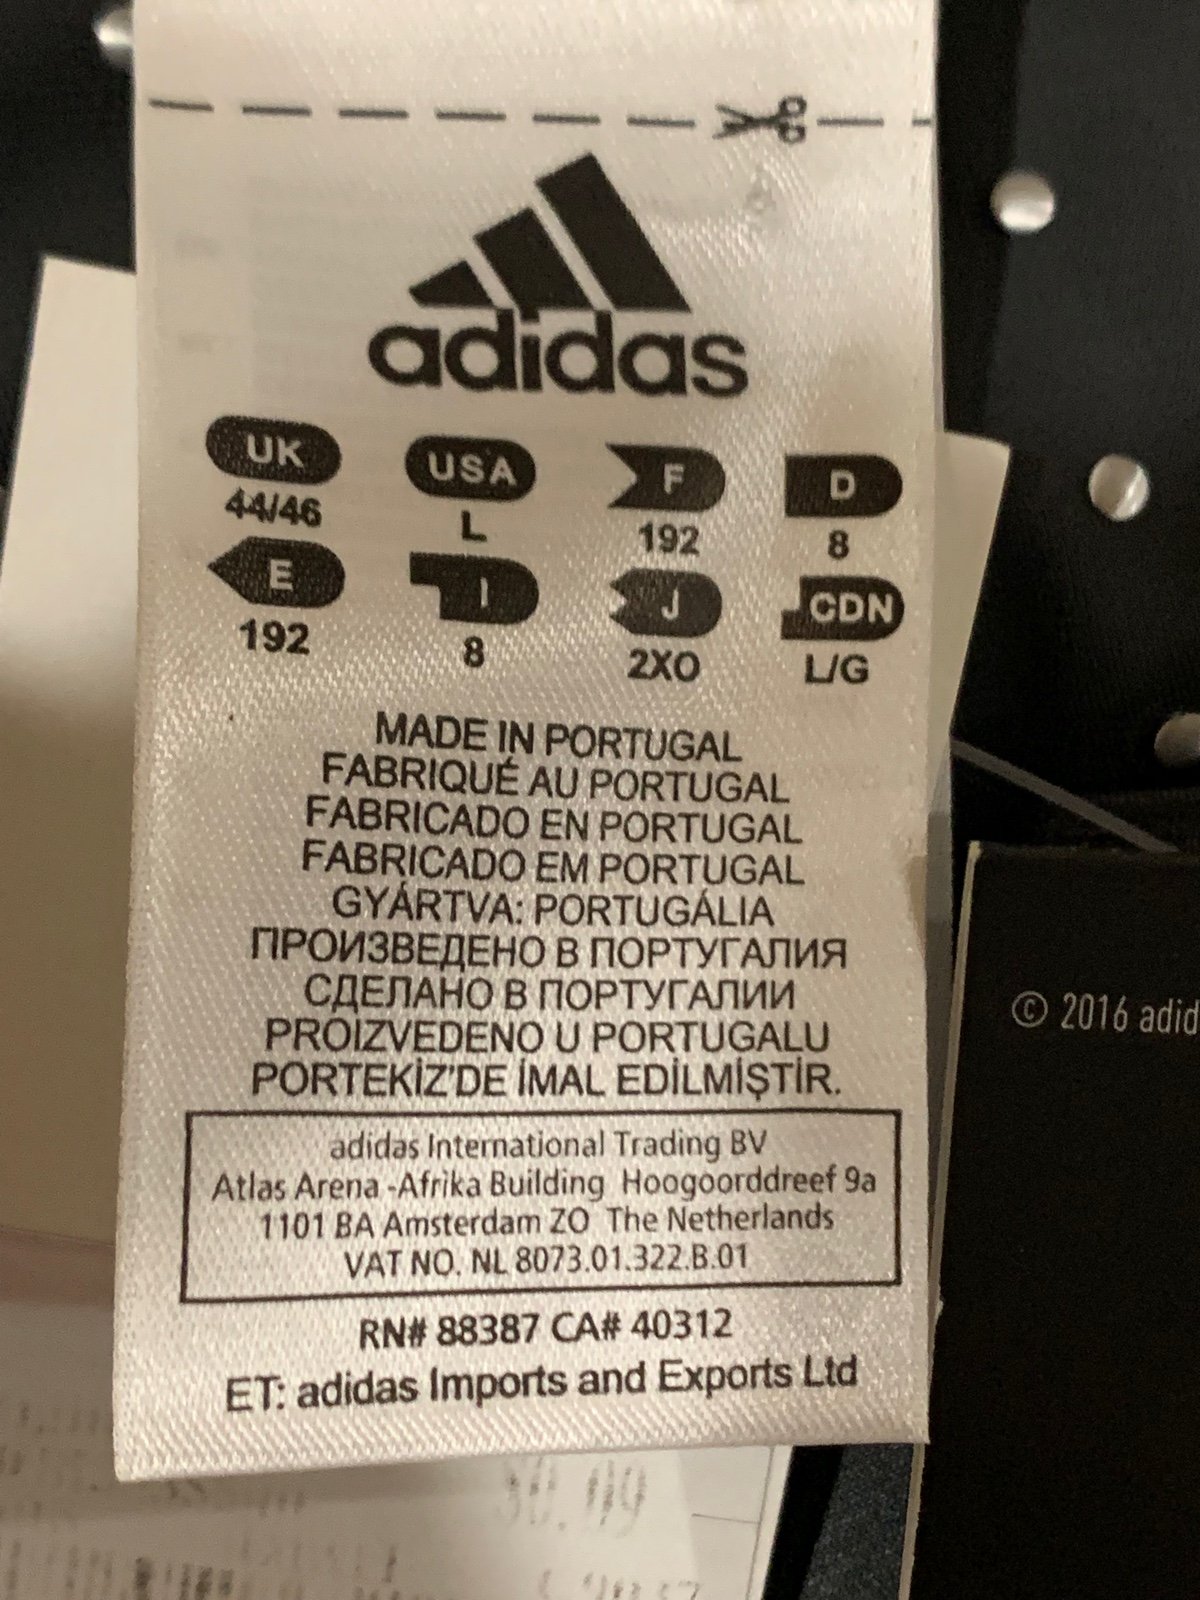 adidas
UK USA F D
44/46 L 192 8
E I J CDN
192 8 2XO L/G
MADE IN PORTUGAL
FABRIQUÉ AU PORTUGAL
FABRICADO EN PORTUGAL
FABRICADO EM PORTUGAL
GYÁRTVA: PORTUGÁLIA
ПРОИЗВЕДЕНО В ПОРТУГАЛИЯ
СДЕЛАНО В ПОРТУГАЛИИ
PROIZVEDENO U PORTUGALU
PORTEKİZ'DE İMAL EDİLMİŞTİR.
adidas International Trading BV
Atlas Arena -Afrika Building Hoogoorddreef 9a
1101 BA Amsterdam ZO The Netherlands
VAT NO. NL 8073.01.322.B.01
RN# 88387 CA# 40312
ET: adidas Imports and Exports Ltd
© 2016 adid